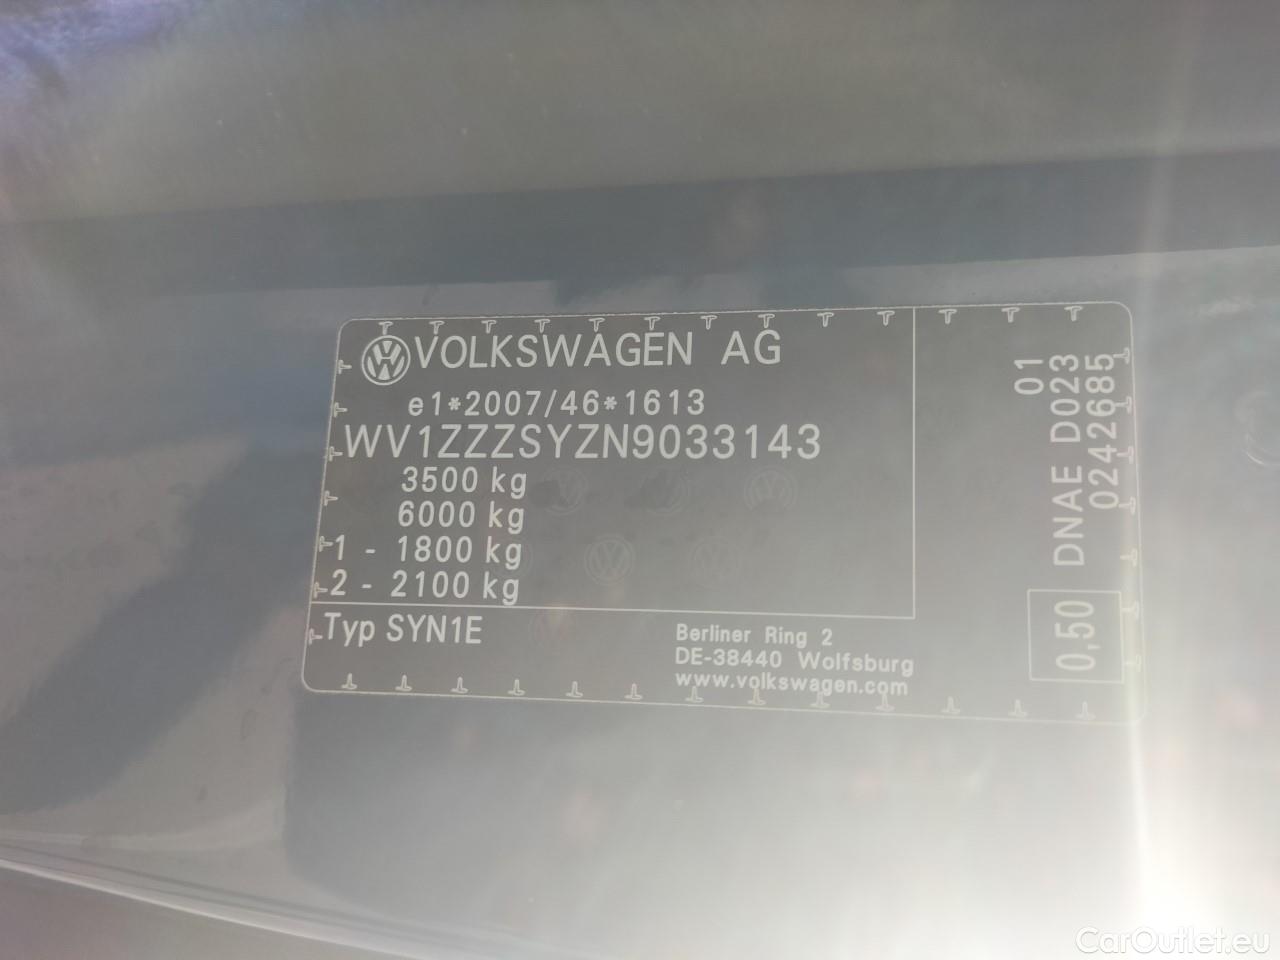 VOLKSWAGEN AG
e1*2007/46*1613
WV1ZZZSYZN9033143
3500 kg
6000 kg
1 - 1800 kg
2 - 2100 kg
Typ SYN1E
Berliner Ring 2
DE-38440 Wolfsburg
www.volkswagen.com
01
DNAE D023
0242685
0,50
CarOutlet.eu